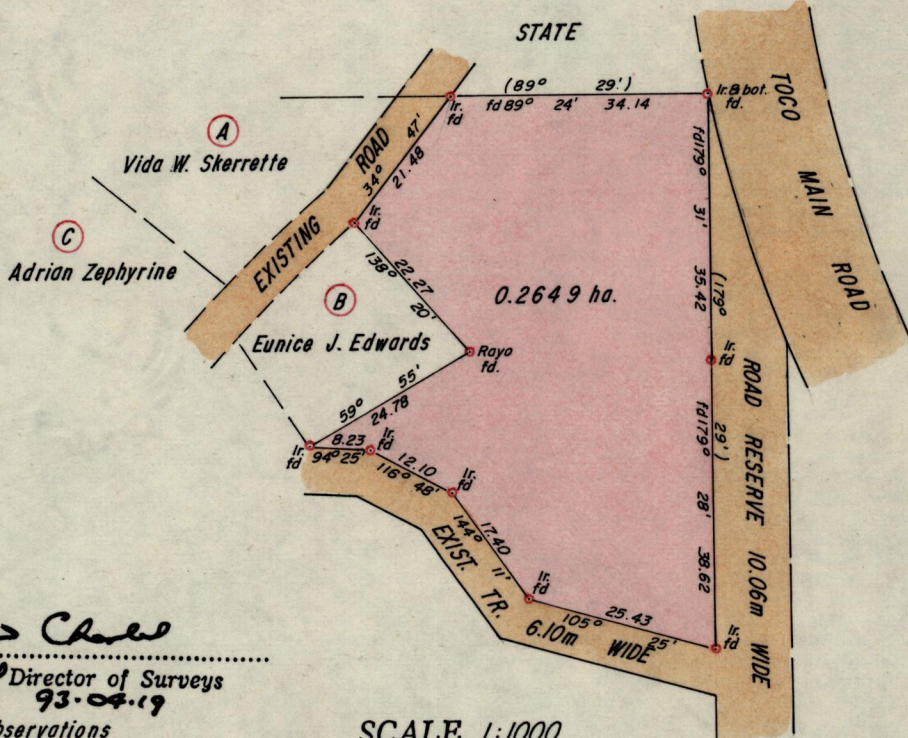 STATE
(89° 29')
fd 89° 24' 34.14
Ir.
fd
Ir. & bot.
fd.
TOCO MAIN ROAD
A
Vida W. Skerrette
34° 47'
21.48
EXISTING ROAD
Ir.
fd
C
Adrian Zephyrine
B
Eunice J. Edwards
22.27
138° 20'
0.2649 ha.
fd 179° 31' 35.42
(179° 29')
Rayo
fd.
Ir.
fd
59° 55'
24.78
Ir.
fd
8.23
94° 25'
Ir.
fd
12.10
116° 48'
Ir.
fd
17.40
144° 11'
fd 179° 28' 38.62
ROAD RESERVE 10.06m WIDE
EXIST. TR.
6.10m WIDE
Ir.
fd
25.43
105° 25'
Ir.
fd
Director of Surveys
93-04-19
SCALE 1:1000